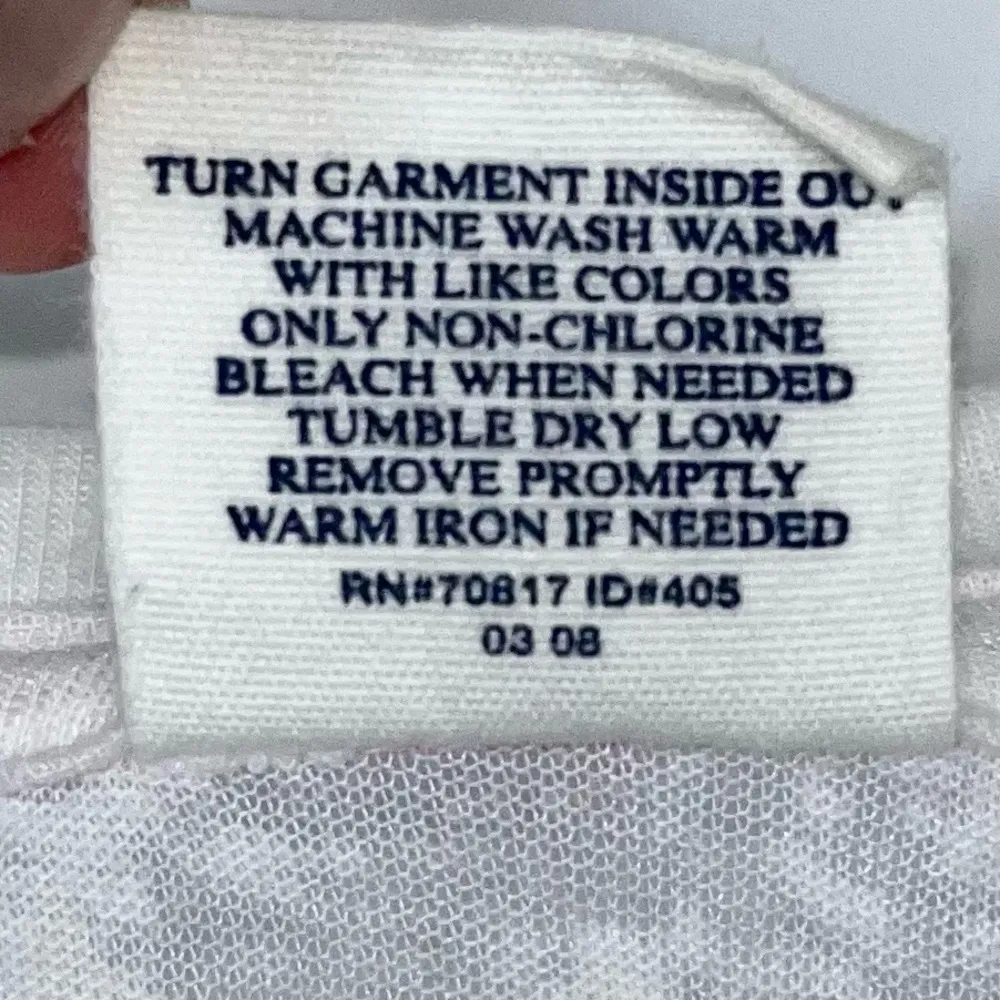 TURN GARMENT INSIDE OUT
MACHINE WASH WARM
WITH LIKE COLORS
ONLY NON-CHLORINE
BLEACH WHEN NEEDED
TUMBLE DRY LOW
REMOVE PROMPTLY
WARM IRON IF NEEDED
RN#70817 ID#405
03 08